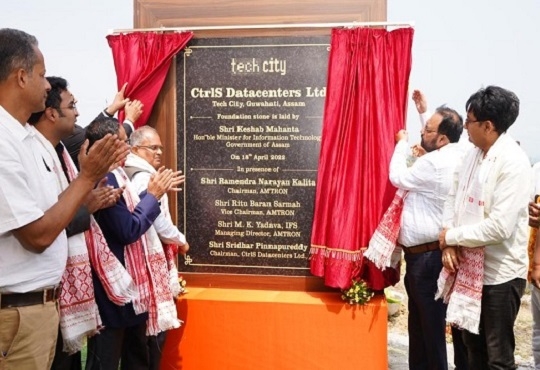 tech city
CtrlS Datacenters Ltd
Tech City, Guwahati, Assam
Foundation stone is laid by
Shri Keshab Mahanta
Hon'ble Minister for Information Technology
Government of Assam
On 18th April 2022
In presence of
Shri Ramendra Narayan Kalita
Chairman, AMTRON
Shri Ritu Baran Sarmah
Vice Chairman, AMTRON
Shri M. K. Yadava, IFS
Managing Director, AMTRON
Shri Sridhar Pinnapureddy
Chairman, CtrlS Datacenters Ltd.